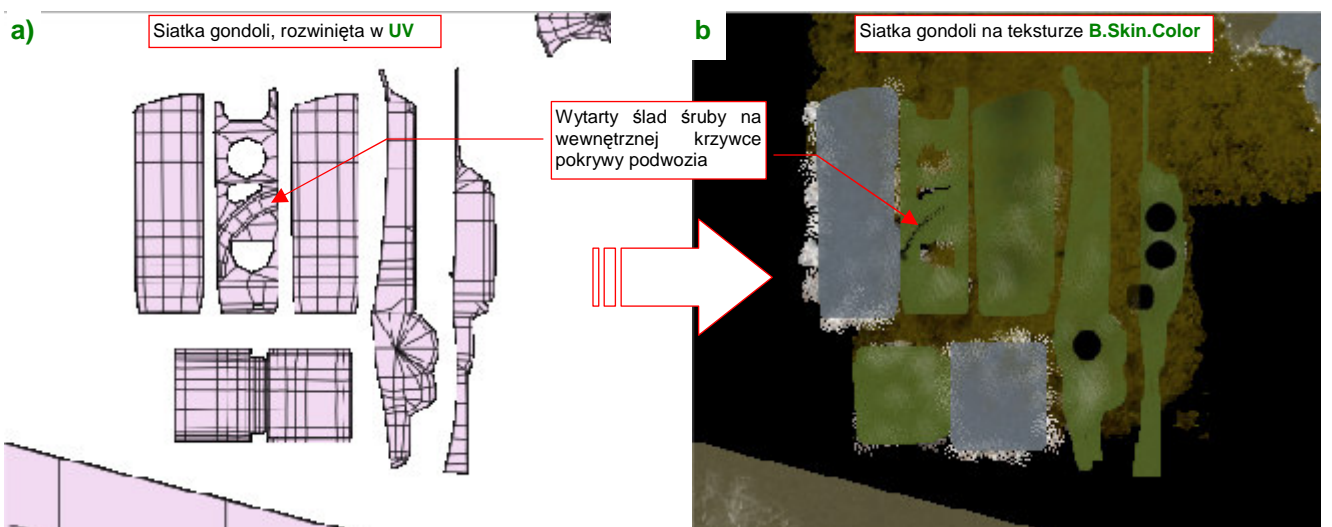 a)
Siatka gondoli, rozwinięta w UV
b
Siatka gondoli na teksturze B.Skin.Color
Wytarty ślad śruby na
wewnętrznej krzywce
pokrywy podwozia